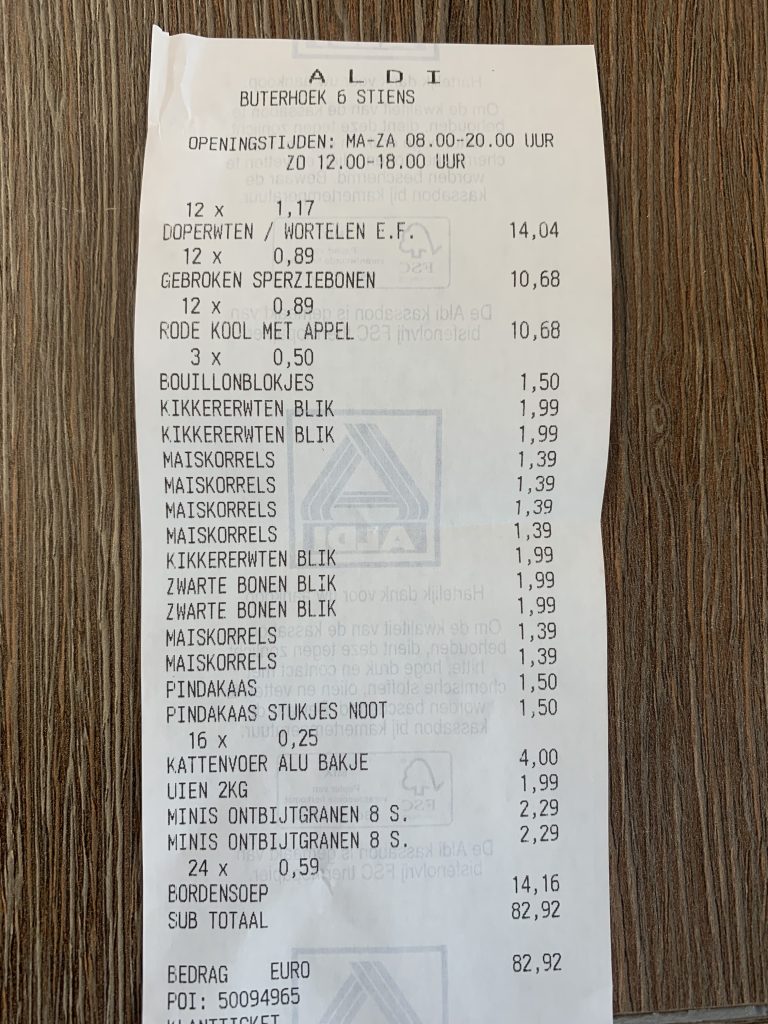 A L D I
BUTERHOEK 6 STIENS
OPENINGSTIJDEN: MA-ZA 08.00-20.00 UUR
ZO 12.00-18.00 UUR
12 x 1,17
DOPERWTEN / WORTELEN E.F. 14,04
12 x 0,89
GEBROKEN SPERZIEBONEN 10,68
12 x 0,89
RODE KOOL MET APPEL 10,68
3 x 0,50
BOUILLONBLOKJES 1,50
KIKKERERWTEN BLIK 1,99
KIKKERERWTEN BLIK 1,99
MAISKORRELS 1,39
MAISKORRELS 1,39
MAISKORRELS 1,39
MAISKORRELS 1,39
KIKKERERWTEN BLIK 1,99
ZWARTE BONEN BLIK 1,99
ZWARTE BONEN BLIK 1,99
MAISKORRELS 1,39
MAISKORRELS 1,39
PINDAKAAS 1,50
PINDAKAAS STUKJES NOOT 1,50
16 x 0,25
KATTENVOER ALU BAKJE 4,00
UIEN 2KG 1,99
MINIS ONTBIJTGRANEN 8 S. 2,29
MINIS ONTBIJTGRANEN 8 S. 2,29
24 x 0,59
BORDENSOEP 14,16
SUB TOTAAL 82,92
BEDRAG EURO 82,92
POI: 50094965
KLANTTICKET